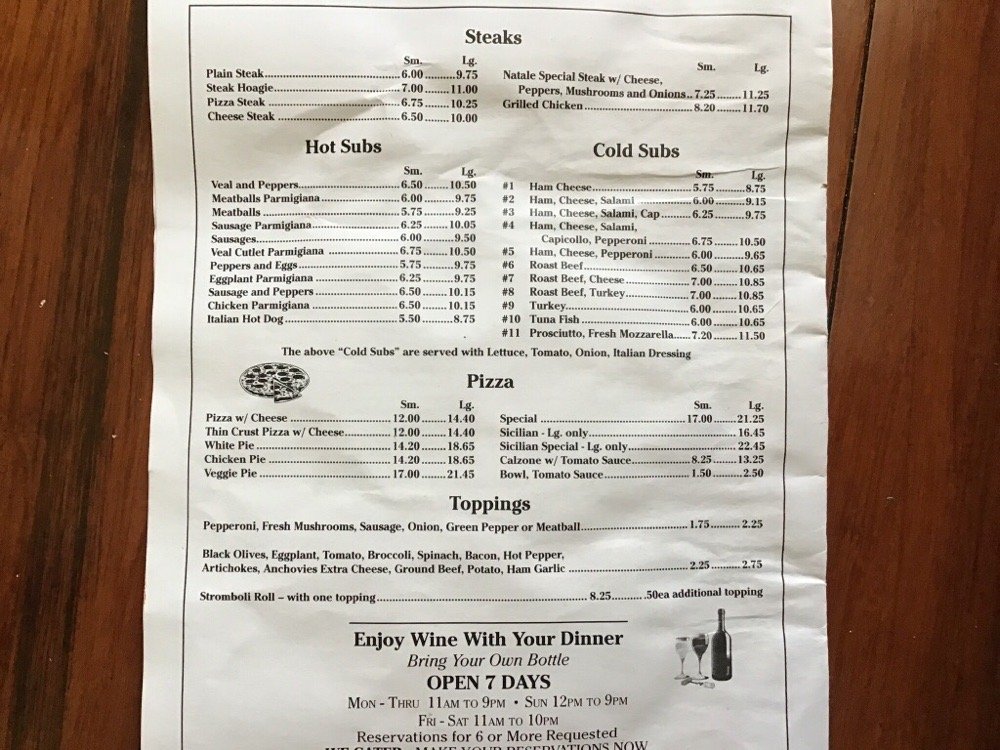 Steaks
Sm. Lg.
Plain Steak 6.00 9.75
Steak Hoagie 7.00 11.00
Pizza Steak 6.75 10.25
Cheese Steak 6.50 10.00
Sm. Lg.
Natale Special Steak w/ Cheese,
Peppers, Mushrooms and Onions 7.25 11.25
Grilled Chicken 8.20 11.70
Hot Subs
Sm. Lg.
Veal and Peppers 6.50 10.50
Meatballs Parmigiana 6.00 9.75
Meatballs 5.75 9.25
Sausage Parmigiana 6.25 10.05
Sausages 6.00 9.50
Veal Cutlet Parmigiana 6.75 10.50
Peppers and Eggs 5.75 9.75
Eggplant Parmigiana 6.25 9.75
Sausage and Peppers 6.50 10.15
Chicken Parmigiana 6.50 10.15
Italian Hot Dog 5.50 8.75
Cold Subs
Sm. Lg.
#1 Ham Cheese 5.75 8.75
#2 Ham, Cheese, Salami 6.00 9.15
#3 Ham, Cheese, Salami, Cap 6.25 9.75
#4 Ham, Cheese, Salami,
Capicollo, Pepperoni 6.75 10.50
#5 Ham, Cheese, Pepperoni 6.00 9.65
#6 Roast Beef 6.50 10.65
#7 Roast Beef, Cheese 7.00 10.85
#8 Roast Beef, Turkey 7.00 10.85
#9 Turkey 6.00 10.65
#10 Tuna Fish 6.00 10.65
#11 Prosciutto, Fresh Mozzarella 7.20 11.50
The above “Cold Subs” are served with Lettuce, Tomato, Onion, Italian Dressing
Pizza
Sm. Lg.
Pizza w/ Cheese 12.00 14.40
Thin Crust Pizza w/ Cheese 12.00 14.40
White Pie 14.20 18.65
Chicken Pie 14.20 18.65
Veggie Pie 17.00 21.45
Sm. Lg.
Special 17.00 21.25
Sicilian - Lg. only 16.45
Sicilian Special - Lg. only 22.45
Calzone w/ Tomato Sauce 8.25 13.25
Bowl, Tomato Sauce 1.50 2.50
Toppings
Pepperoni, Fresh Mushrooms, Sausage, Onion, Green Pepper or Meatball 1.75 2.25
Black Olives, Eggplant, Tomato, Broccoli, Spinach, Bacon, Hot Pepper,
Artichokes, Anchovies Extra Cheese, Ground Beef, Potato, Ham Garlic 2.25 2.75
Stromboli Roll – with one topping 8.25 .50ea additional topping
Enjoy Wine With Your Dinner
Bring Your Own Bottle
OPEN 7 DAYS
MON - THRU 11AM TO 9PM • SUN 12PM TO 9PM
FRI - SAT 11AM TO 10PM
Reservations for 6 or More Requested
WE CATER - MAKE YOUR RESERVATIONS NOW